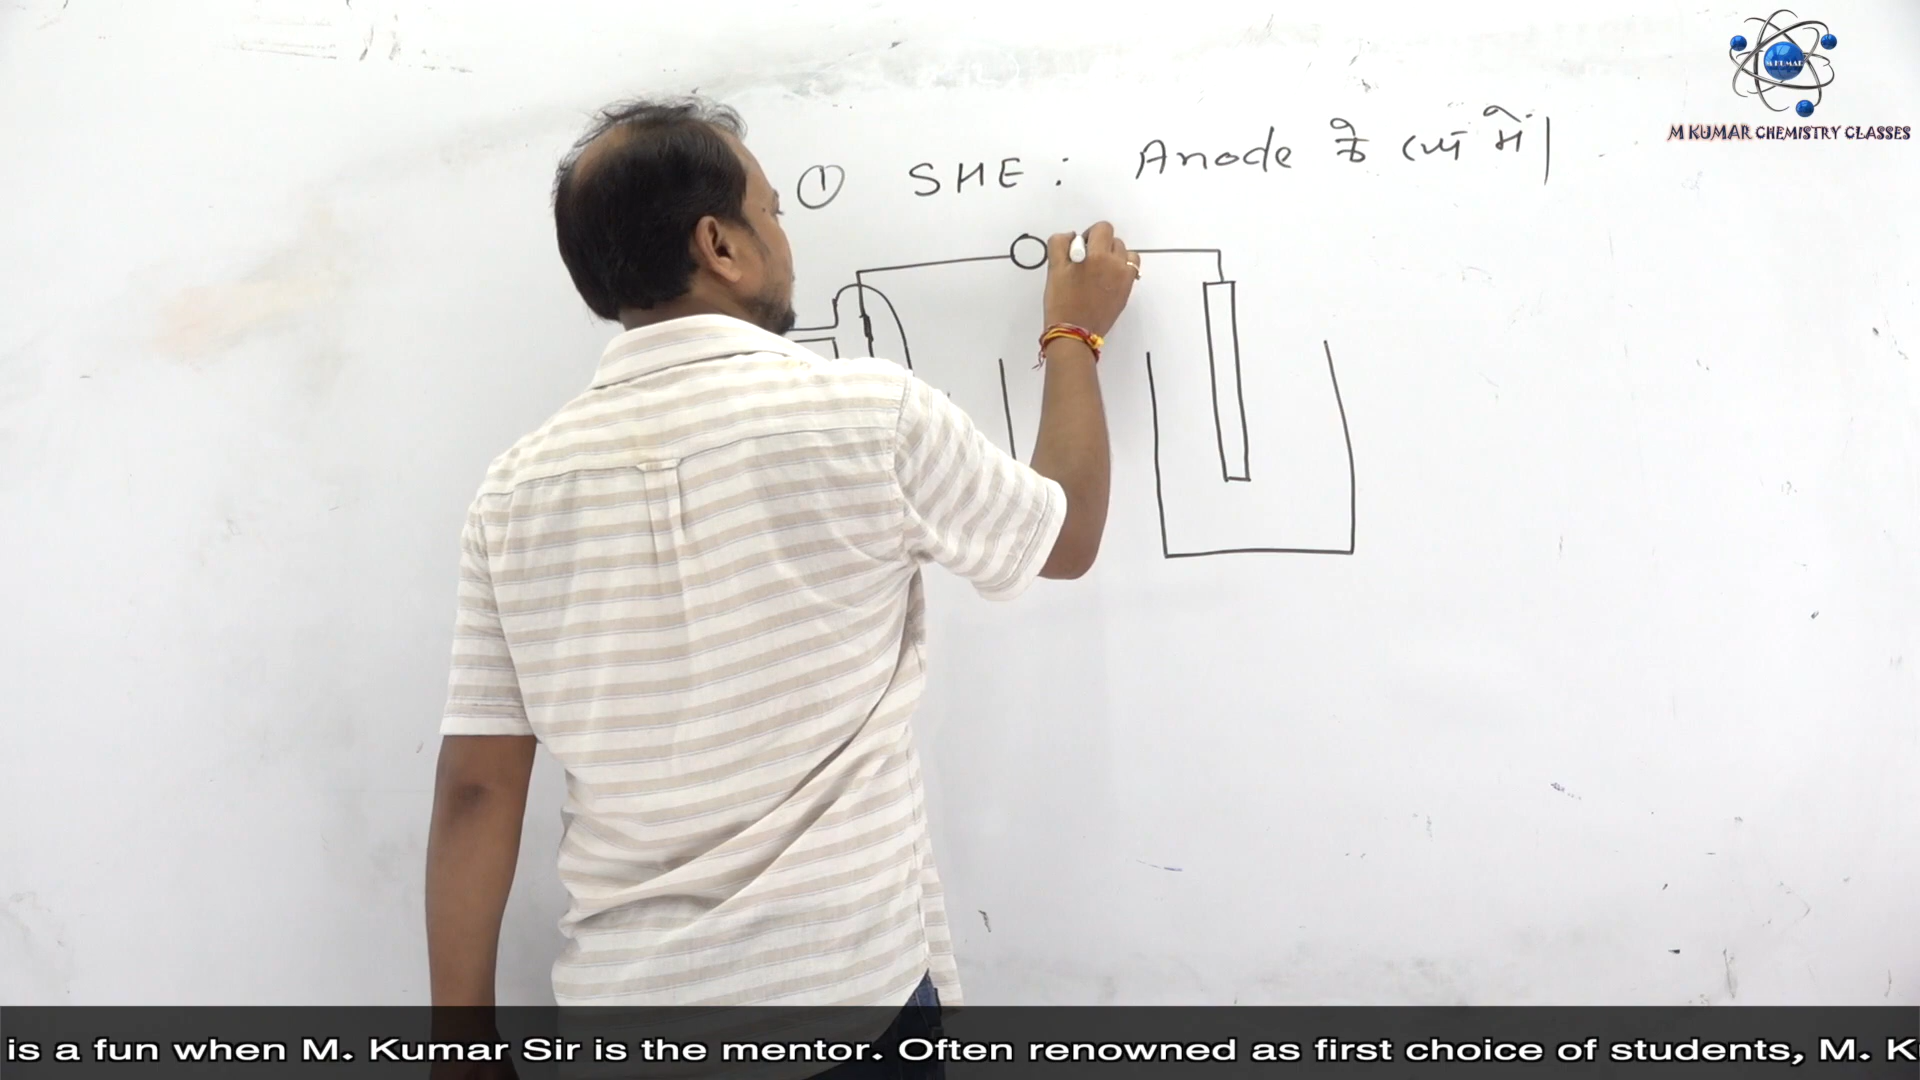 ① SHE : Anode के रूप में|
M KUMAR
M KUMAR CHEMISTRY CLASSES
is a fun when M. Kumar Sir is the mentor. Often renowned as first choice of students, M. K